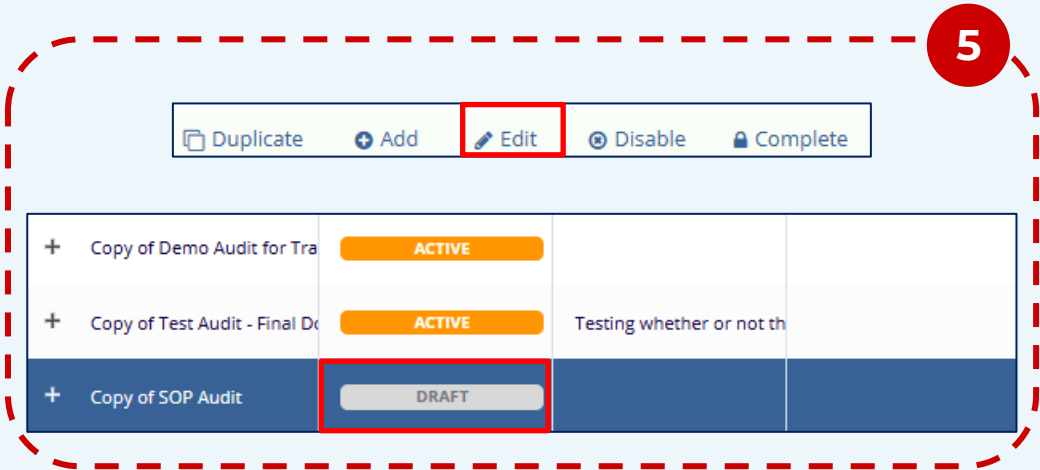 5
Duplicate Add Edit Disable Complete
Copy of Demo Audit for Tra ACTIVE
Copy of Test Audit - Final Do ACTIVE Testing whether or not th
Copy of SOP Audit DRAFT